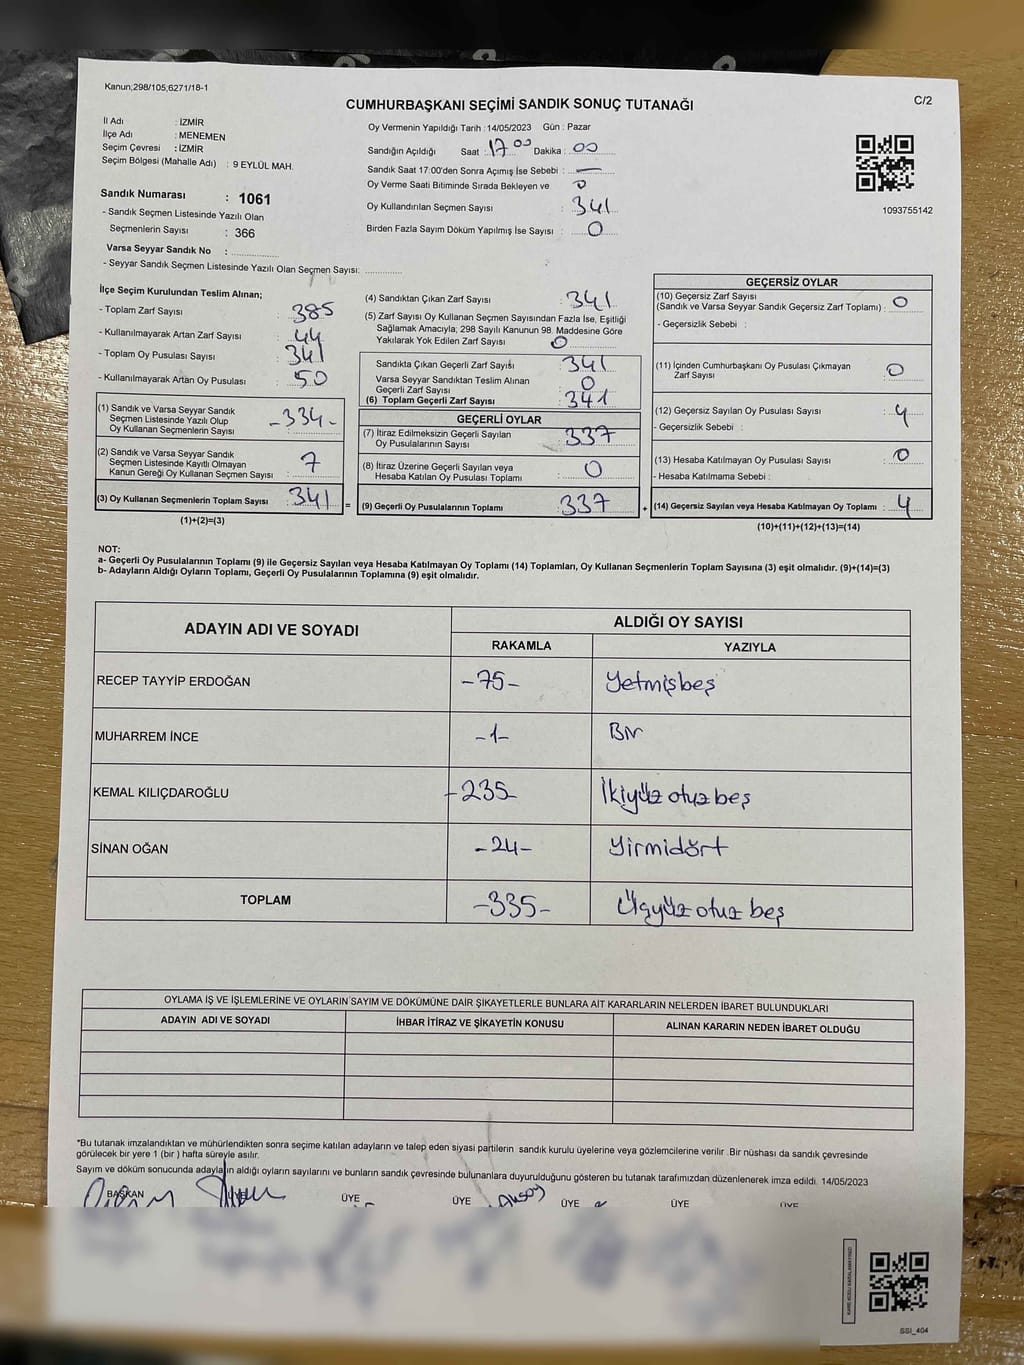 Kanun;298/105,6271/18-1
C/2
CUMHURBAŞKANI SEÇİMİ SANDIK SONUÇ TUTANAĞI
İl Adı : İZMİR
İlçe Adı : MENEMEN
Seçim Çevresi : İZMİR
Seçim Bölgesi (Mahalle Adı) : 9 EYLÜL MAH.
Sandık Numarası : 1061
- Sandık Seçmen Listesinde Yazılı Olan
Seçmenlerin Sayısı : 366
Varsa Seyyar Sandık No : ................
- Seyyar Sandık Seçmen Listesinde Yazılı Olan Seçmen Sayısı: ............
Oy Vermenin Yapıldığı Tarih : 14/05/2023 Gün : Pazar
Sandığın Açıldığı Saat : 17 00 Dakika : 00
Sandık Saat 17:00'den Sonra Açımış İse Sebebi : —
Oy Verme Saati Bitiminde Sırada Bekleyen ve 0
Oy Kullandırılan Seçmen Sayısı : 341
Birden Fazla Sayım Döküm Yapılmış İse Sayısı : 0
1093755142
İlçe Seçim Kurulundan Teslim Alınan;
- Toplam Zarf Sayısı : 385
- Kullanılmayarak Artan Zarf Sayısı : 44
- Toplam Oy Pusulası Sayısı : 341
- Kullanılmayarak Artan Oy Pusulası : 50
(1) Sandık ve Varsa Seyyar Sandık
Seçmen Listesinde Yazılı Olup
Oy Kullanan Seçmenlerin Sayısı : -334-
(2) Sandık ve Varsa Seyyar Sandık
Seçmen Listesinde Kayıtlı Olmayan
Kanun Gereği Oy Kullanan Seçmen Sayısı : 7
(3) Oy Kullanan Seçmenlerin Toplam Sayısı : 341
(1)+(2)=(3)
=
(4) Sandıktan Çıkan Zarf Sayısı : 341
(5) Zarf Sayısı Oy Kullanan Seçmen Sayısından Fazla İse, Eşitliği
Sağlamak Amacıyla; 298 Sayılı Kanunun 98. Maddesine Göre
Yakılarak Yok Edilen Zarf Sayısı : 0
Sandıkta Çıkan Geçerli Zarf Sayısı : 341
Varsa Seyyar Sandıktan Teslim Alınan
Geçerli Zarf Sayısı : 0
(6) Toplam Geçerli Zarf Sayısı : 341
GEÇERLİ OYLAR
(7) İtiraz Edilmeksizin Geçerli Sayılan
Oy Pusulalarının Sayısı : 337
(8) İtiraz Üzerine Geçerli Sayılan veya
Hesaba Katılan Oy Pusulası Toplamı : 0
(9) Geçerli Oy Pusulalarının Toplamı : 337
+
GEÇERSİZ OYLAR
(10) Geçersiz Zarf Sayısı
(Sandık ve Varsa Seyyar Sandık Geçersiz Zarf Toplamı) : 0
- Geçersizlik Sebebi :
(11) İçinden Cumhurbaşkanı Oy Pusulası Çıkmayan
Zarf Sayısı : 0
(12) Geçersiz Sayılan Oy Pusulası Sayısı : 4
- Geçersizlik Sebebi :
(13) Hesaba Katılmayan Oy Pusulası Sayısı : 0
- Hesaba Katılmama Sebebi :
(14) Geçersiz Sayılan veya Hesaba Katılmayan Oy Toplamı : 4
(10)+(11)+(12)+(13)=(14)
NOT:
a- Geçerli Oy Pusulalarının Toplamı (9) ile Geçersiz Sayılan veya Hesaba Katılmayan Oy Toplamı (14) Toplamları, Oy Kullanan Seçmenlerin Toplam Sayısına (3) eşit olmalıdır. (9)+(14)=(3)
b- Adayların Aldığı Oyların Toplamı, Geçerli Oy Pusulalarının Toplamına (9) eşit olmalıdır.
ADAYIN ADI VE SOYADI
ALDIĞI OY SAYISI
RAKAMLA YAZIYLA
RECEP TAYYİP ERDOĞAN -75- Yetmişbeş
MUHARREM İNCE -1- Bir
KEMAL KILIÇDAROĞLU -235- İkiyüz otuz beş
SİNAN OĞAN -24- Yirmidört
TOPLAM -335- Üçyüz otuz beş
OYLAMA İŞ VE İŞLEMLERİNE VE OYLARIN SAYIM VE DÖKÜMÜNE DAİR ŞİKAYETLERLE BUNLARA AİT KARARLARIN NELERDEN İBARET BULUNDUKLARI
ADAYIN ADI VE SOYADI İHBAR İTİRAZ VE ŞİKAYETİN KONUSU ALINAN KARARIN NEDEN İBARET OLDUĞU
*Bu tutanak imzalandıktan ve mühürlendikten sonra seçime katılan adayların ve talep eden siyasi partilerin sandık kurulu üyelerine veya gözlemcilerine verilir. Bir nüshası da sandık çevresinde
görülecek bir yere 1 (bir ) hafta süreyle asılır.
Sayım ve döküm sonucunda adayların aldığı oyların sayılarını ve bunların sandık çevresinde bulunanlara duyurulduğunu gösteren bu tutanak tarafımızdan düzenlenerek imza edildi. 14/05/2023
BAŞKAN ÜYE ÜYE ÜYE ÜYE ÜYE ÜYE
SSI_404